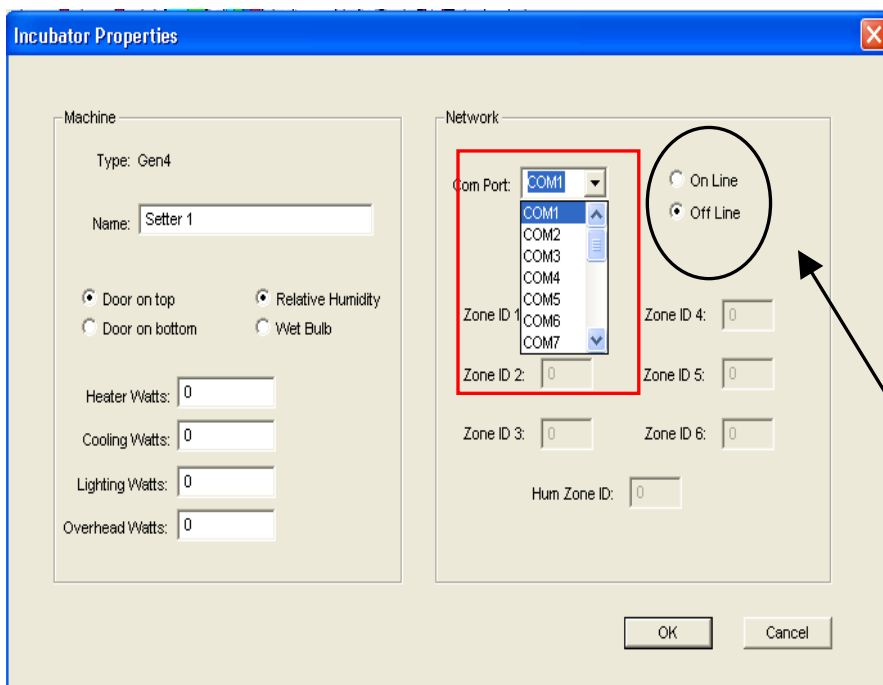 Incubator Properties
Machine
Type: Gen4
Name: Setter 1
Door on top
Relative Humidity
Door on bottom
Wet Bulb
Heater Watts: 0
Cooling Watts: 0
Lighting Watts: 0
Overhead Watts: 0
Network
Com Port: COM1
COM1
COM2
COM3
COM4
COM5
COM6
COM7
On Line
Off Line
Zone ID 1
Zone ID 4: 0
Zone ID 2: 0
Zone ID 5: 0
Zone ID 3: 0
Zone ID 6: 0
Hum Zone ID: 0
OK
Cancel